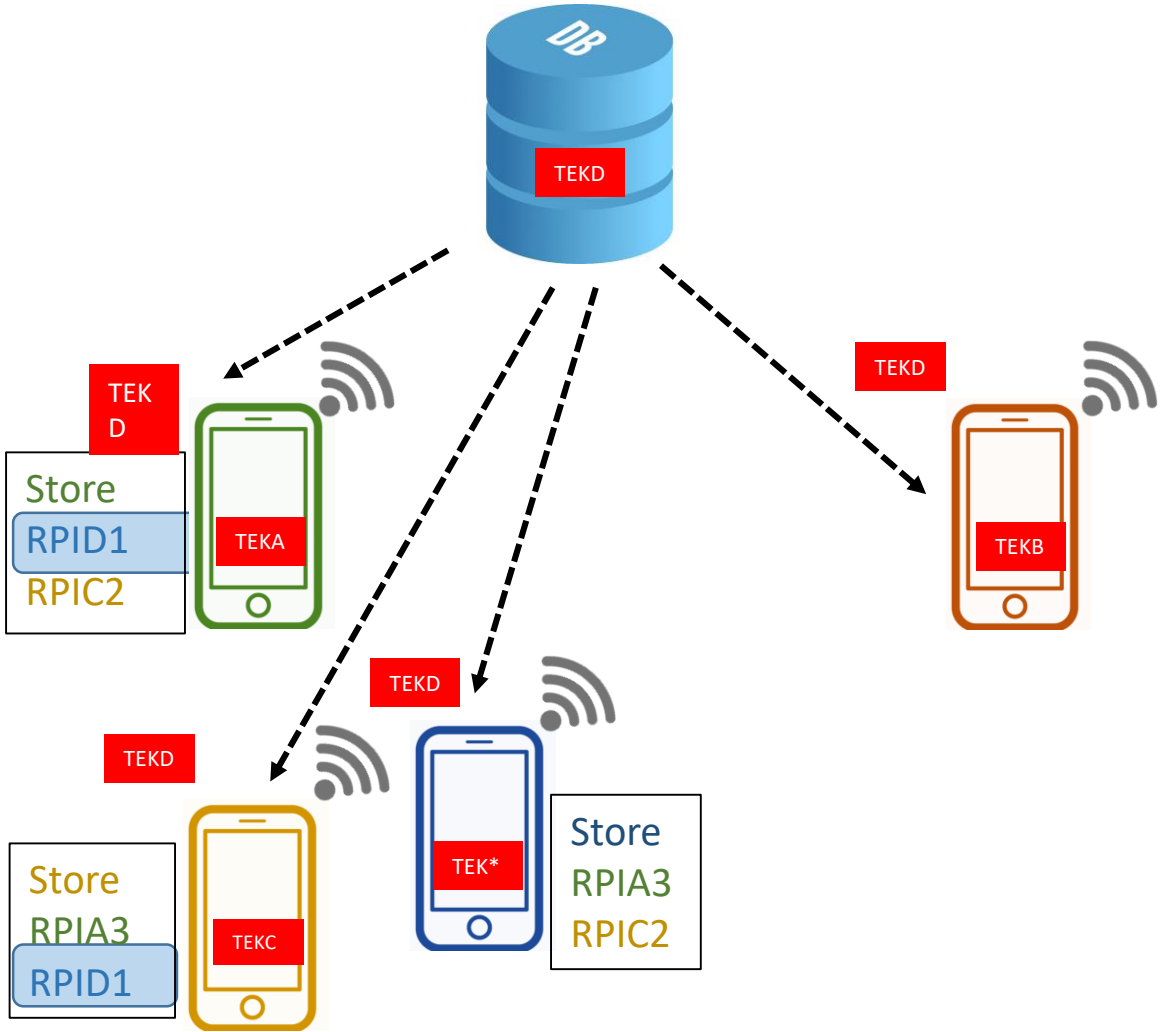 DB
TEKD
TEKD
TEK
D
Store
RPID1
RPIC2
TEKA
TEKB
TEKD
TEKD
Store
RPIA3
RPID1
TEKC
TEK*
Store
RPIA3
RPIC2